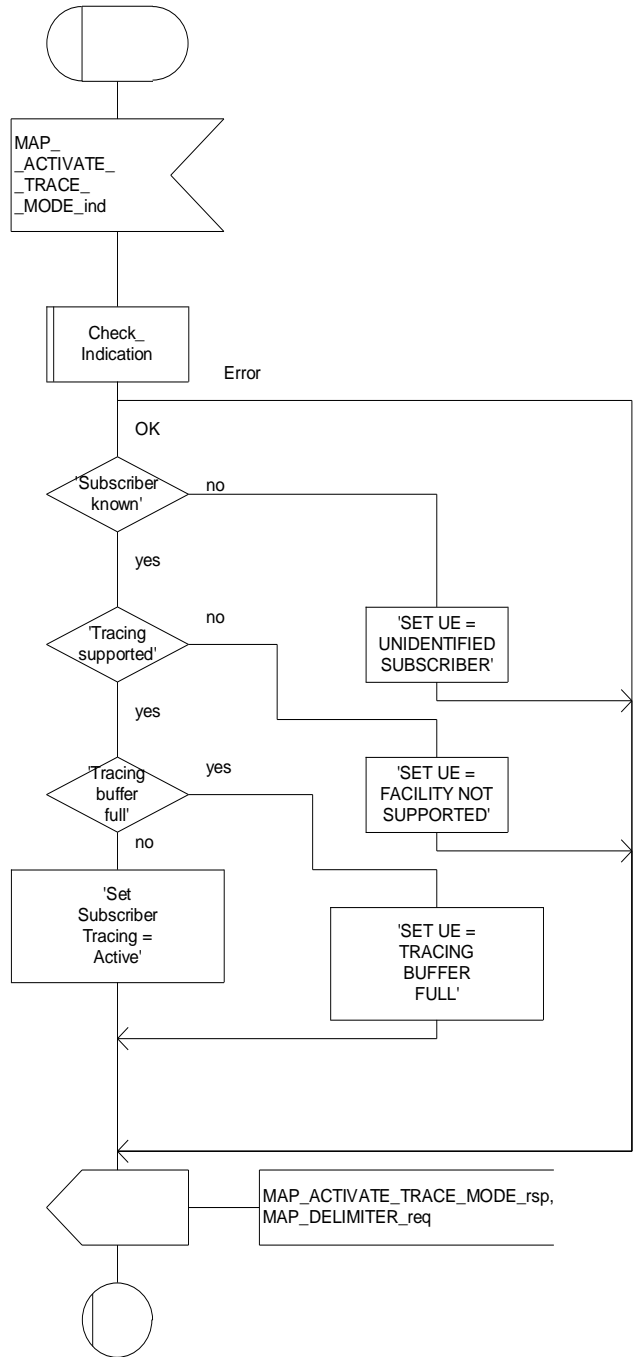 MAP_
_ACTIVATE_
_TRACE_
_MODE_ind
Check_
Indication
Error
OK
'Subscriber
known'
no
yes
'Tracing
supported'
no
'SET UE =
UNIDENTIFIED
SUBSCRIBER'
yes
'Tracing
buffer
full'
yes
'SET UE =
FACILITY NOT
SUPPORTED'
no
'Set
Subscriber
Tracing =
Active'
'SET UE =
TRACING
BUFFER
FULL'
MAP_ACTIVATE_TRACE_MODE_rsp,
MAP_DELIMITER_req